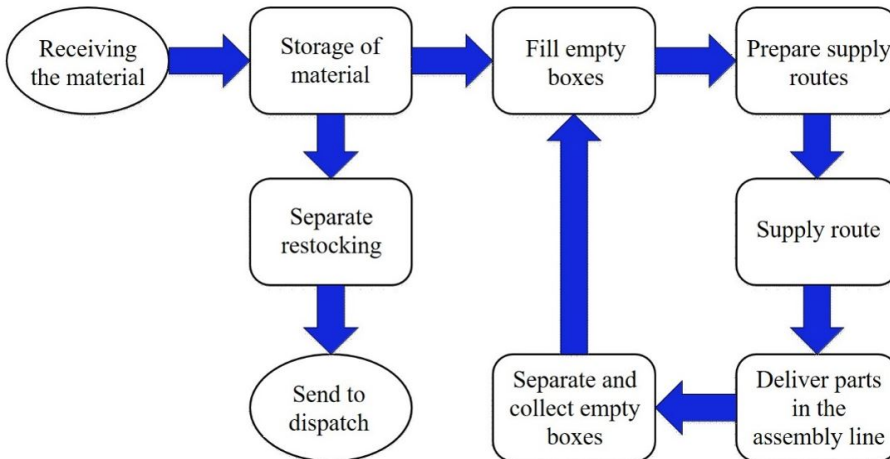 Receiving
the material
Storage of
material
Fill empty
boxes
Prepare supply
routes
Separate
restocking
Supply route
Send to
dispatch
Separate and
collect empty
boxes
Deliver parts
in the
assembly line